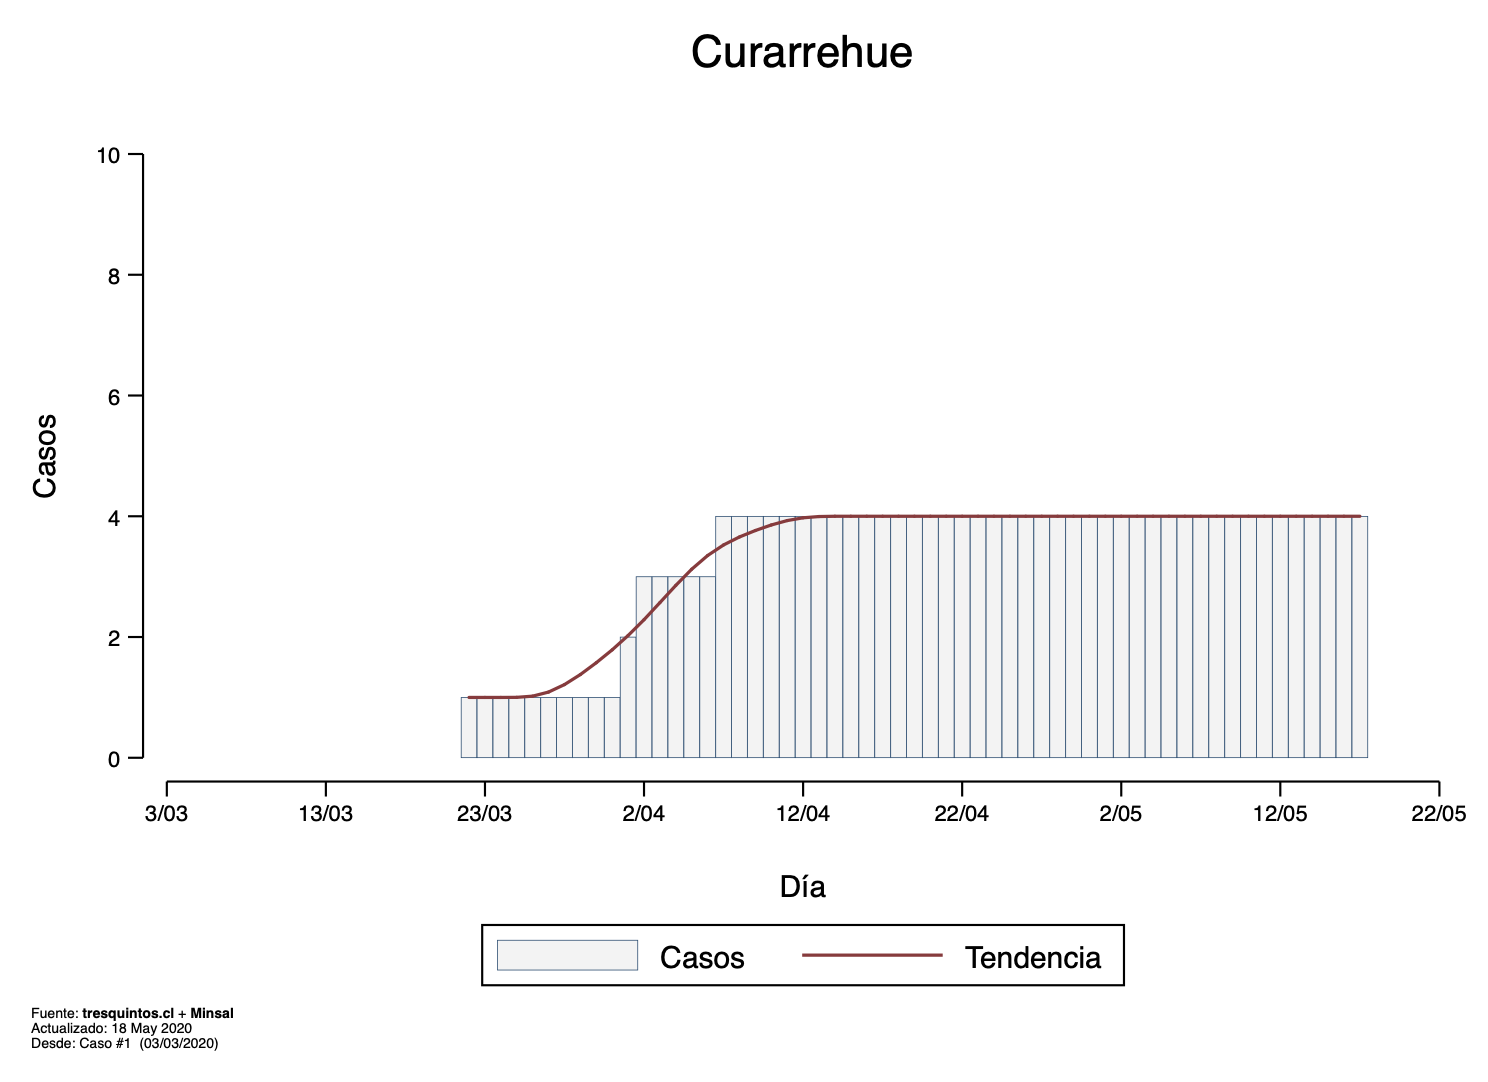 Curarrehue
10
8
6
4
2
0
Casos
3/03 13/03 23/03 2/04 12/04 22/04 2/05 12/05 22/05
Día
Casos Tendencia
Fuente: tresquintos.cl + Minsal
Actualizado: 18 May 2020
Desde: Caso #1 (03/03/2020)